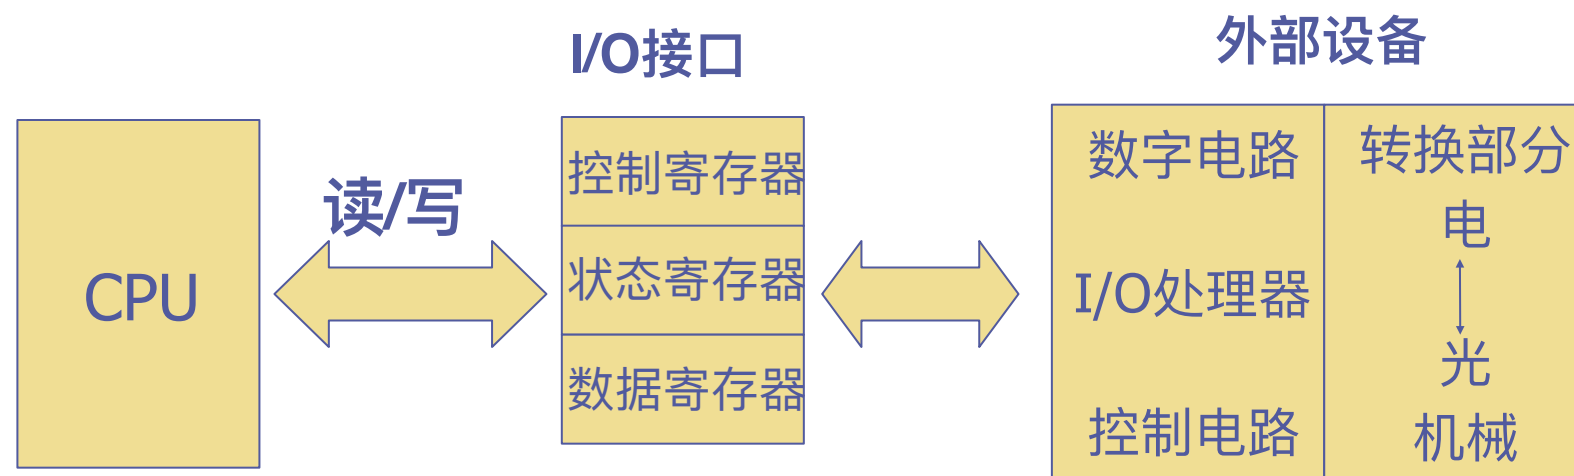 I/O接口
外部设备
CPU
读/写
控制寄存器
状态寄存器
数据寄存器
数字电路
I/O处理器
控制电路
转换部分
电
光
机械